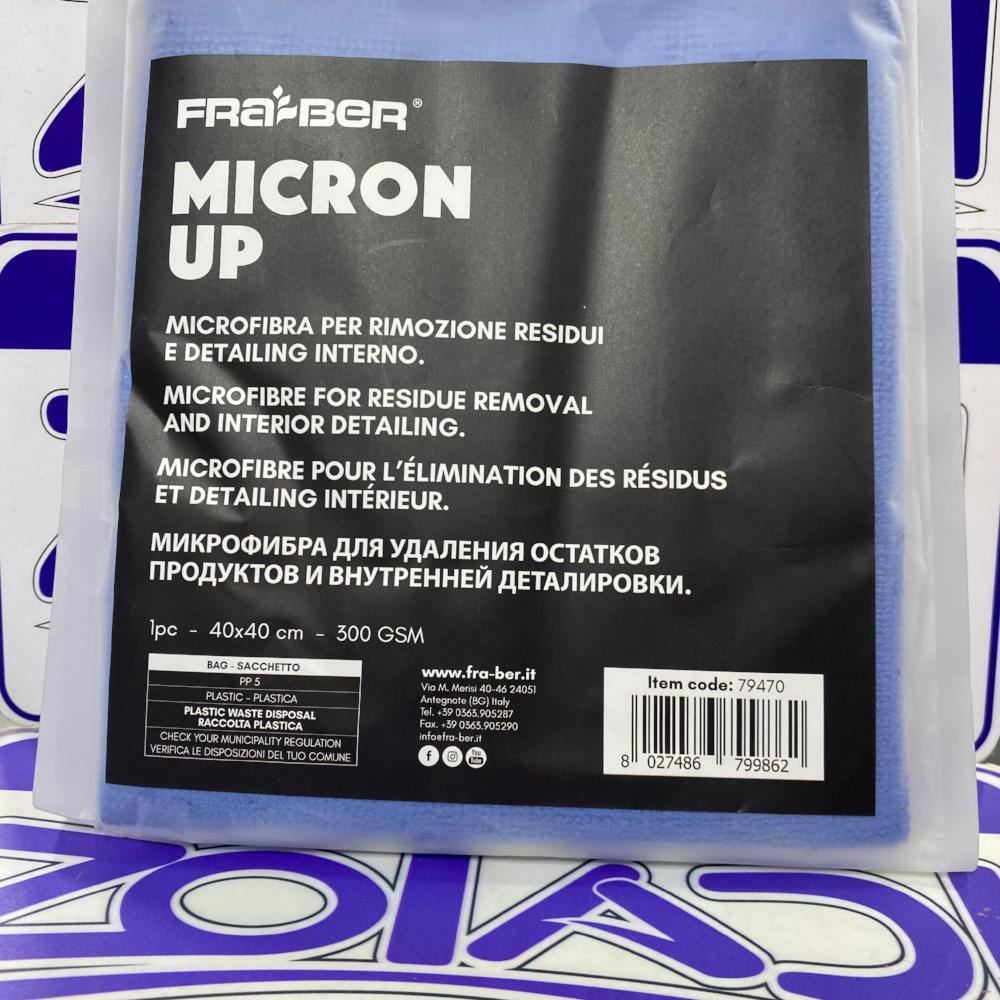 FRA-BER®
MICRON
UP
MICROFIBRA PER RIMOZIONE RESIDUI
E DETAILING INTERNO.
MICROFIBRE FOR RESIDUE REMOVAL
AND INTERIOR DETAILING.
MICROFIBRE POUR L'ÉLIMINATION DES RÉSIDUS
ET DETAILING INTÉRIEUR.
МИКРОФИБРА ДЛЯ УДАЛЕНИЯ ОСТАТКОВ
ПРОДУКТОВ И ВНУТРЕННЕЙ ДЕТАЛИРОВКИ.
1pc - 40x40 cm - 300 GSM
BAG - SACCHETTO
PP 5
PLASTIC - PLASTICA
PLASTIC WASTE DISPOSAL
RACCOLTA PLASTICA
CHECK YOUR MUNICIPALITY REGULATION
VERIFICA LE DISPOSIZIONI DEL TUO COMUNE
www.fra-ber.it
Via M. Merisi 40-46 24051
Antegnate (BG) Italy
Tel. +39 0363.905287
Fax. +39 0363.905290
info@fra-ber.it
You
Tube
Item code: 79470
8 027486 799862